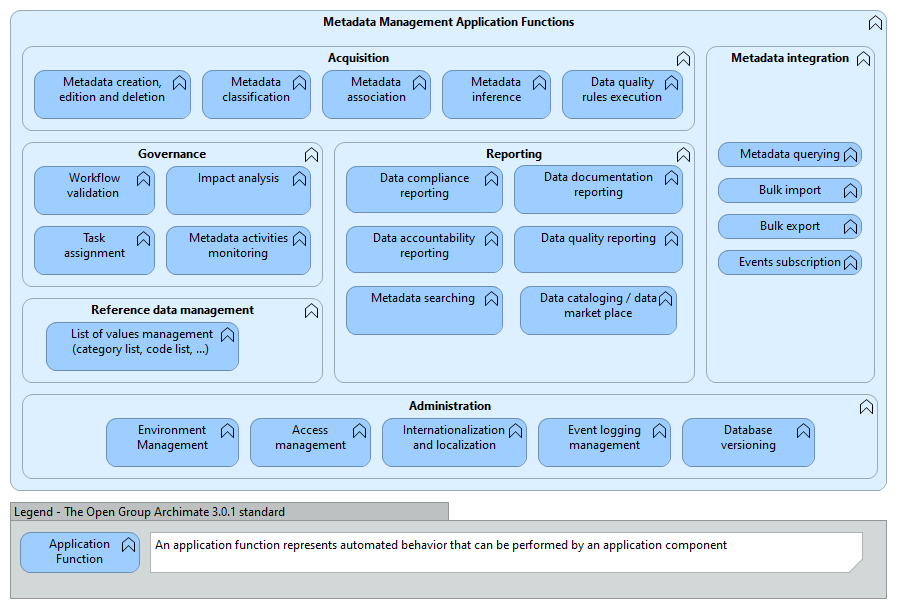 Metadata Management Application Functions
Acquisition
Metadata creation,
edition and deletion
Metadata
classification
Metadata
association
Metadata
inference
Data quality
rules execution
Governance
Workflow
validation
Impact analysis
Task
assignment
Metadata activities
monitoring
Reporting
Data compliance
reporting
Data documentation
reporting
Data accountability
reporting
Data quality reporting
Metadata searching
Data cataloging / data
market place
Metadata integration
Metadata querying
Bulk import
Bulk export
Events subscription
Reference data management
List of values management
(category list, code list, ...)
Administration
Environment
Management
Access
management
Internationalization
and localization
Event logging
management
Database
versioning
Legend - The Open Group Archimate 3.0.1 standard
Application
Function
An application function represents automated behavior that can be performed by an application component